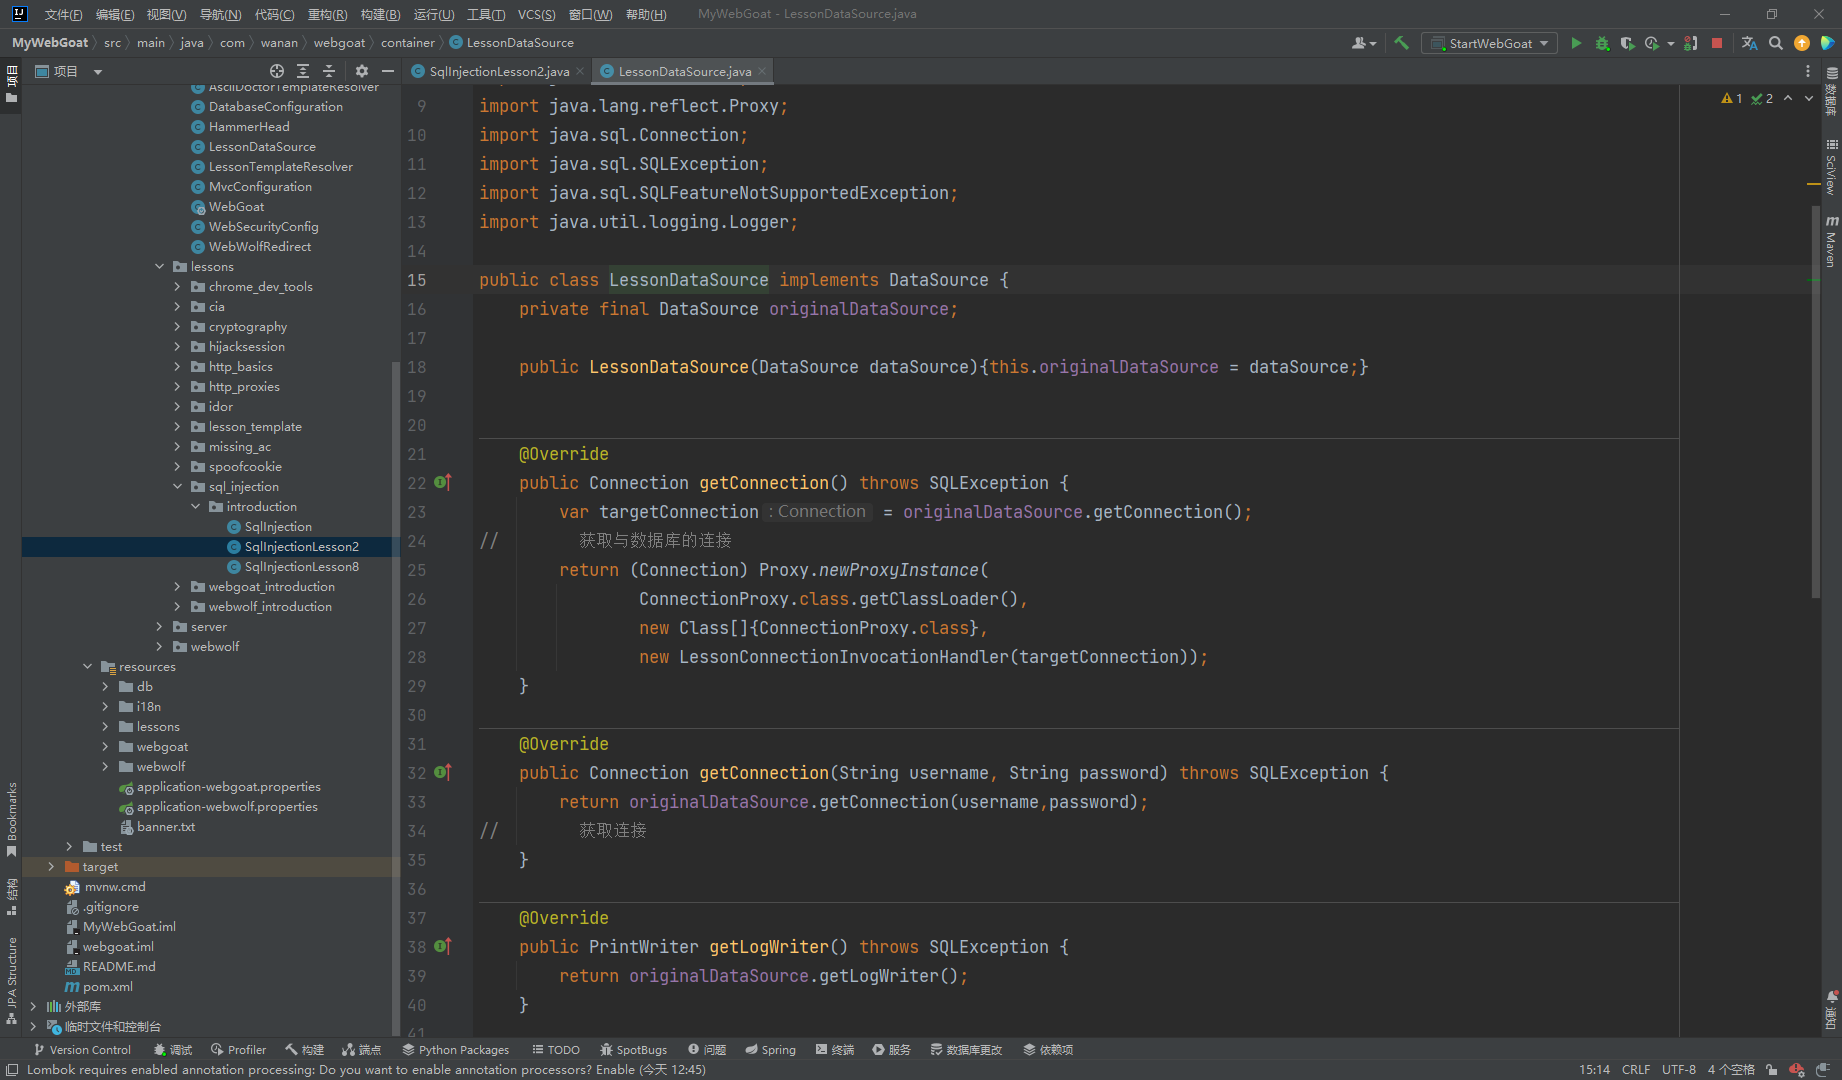 文件(F) 编辑(E) 视图(V) 导航(N) 代码(C) 重构(R) 构建(B) 运行(U) 工具(T) VCS(S) 窗口(W) 帮助(H) MyWebGoat - LessonDataSource.java
MyWebGoat src main java com wanan webgoat container LessonDataSource StartWebGoat
项目 SqlInjectionLesson2.java LessonDataSource.java
项目
AsciiDoctorTemplateResolver
DatabaseConfiguration
HammerHead
LessonDataSource
LessonTemplateResolver
MvcConfiguration
WebGoat
WebSecurityConfig
WebWolfRedirect
lessons
chrome_dev_tools
cia
cryptography
hijacksession
http_basics
http_proxies
idor
lesson_template
missing_ac
spoofcookie
sql_injection
introduction
SqlInjection
SqlInjectionLesson2
SqlInjectionLesson8
webgoat_introduction
webwolf_introduction
server
webwolf
resources
db
i18n
lessons
webgoat
webwolf
application-webgoat.properties
application-webwolf.properties
banner.txt
test
target
mvnw.cmd
.gitignore
MyWebGoat.iml
webgoat.iml
README.md
pom.xml
外部库
临时文件和控制台
Bookmarks
结构
JPA Structure
9 import java.lang.reflect.Proxy;
10 import java.sql.Connection;
11 import java.sql.SQLException;
12 import java.sql.SQLFeatureNotSupportedException;
13 import java.util.logging.Logger;
14
15 public class LessonDataSource implements DataSource {
16 private final DataSource originalDataSource;
17
18 public LessonDataSource(DataSource dataSource){this.originalDataSource = dataSource;}
19
20
21 @Override
22 public Connection getConnection() throws SQLException {
23 var targetConnection : Connection = originalDataSource.getConnection();
24 // 获取与数据库的连接
25 return (Connection) Proxy.newProxyInstance(
26 ConnectionProxy.class.getClassLoader(),
27 new Class[]{ConnectionProxy.class},
28 new LessonConnectionInvocationHandler(targetConnection));
29 }
30
31 @Override
32 public Connection getConnection(String username, String password) throws SQLException {
33 return originalDataSource.getConnection(username,password);
34 // 获取连接
35 }
36
37 @Override
38 public PrintWriter getLogWriter() throws SQLException {
39 return originalDataSource.getLogWriter();
40 }
41
1 2
数据库
SciView
Maven
通知
Version Control 调试 Profiler 构建 端点 Python Packages TODO SpotBugs 问题 Spring 终端 服务 数据库更改 依赖项
Lombok requires enabled annotation processing: Do you want to enable annotation processors? Enable (今天 12:45) 15:14 CRLF UTF-8 4 个空格